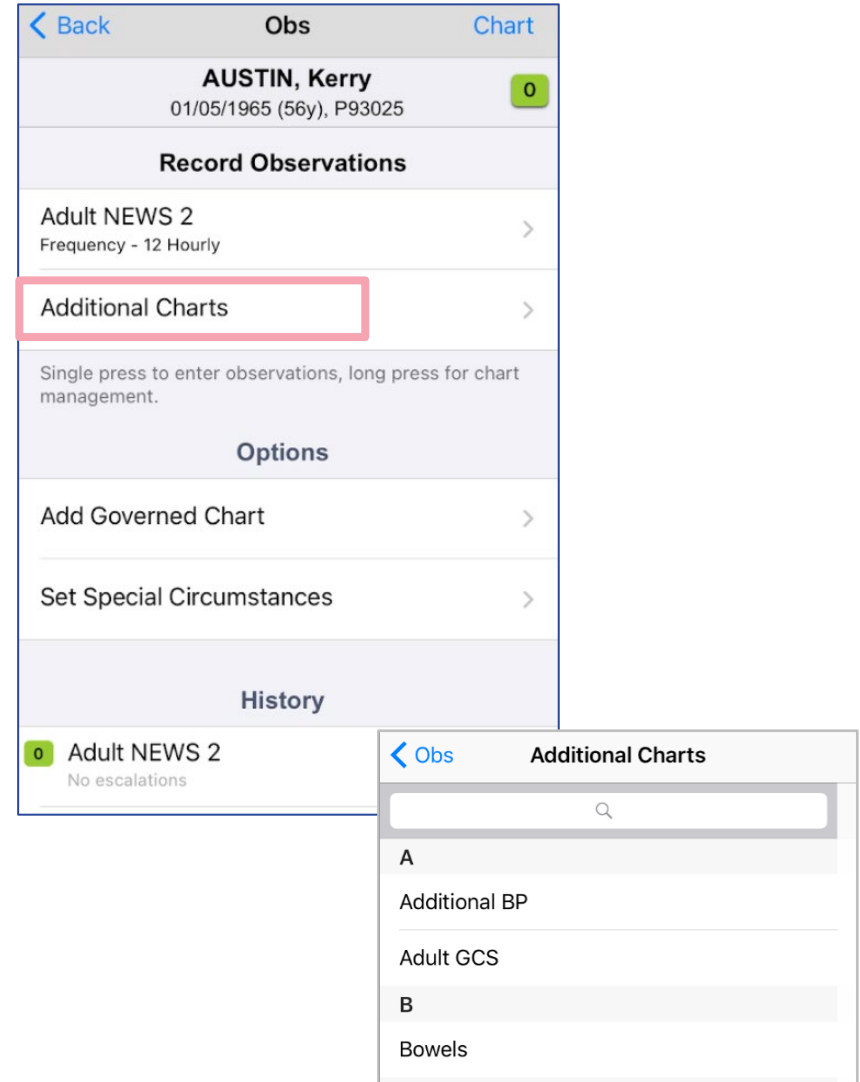 Back Obs Chart
AUSTIN, Kerry
0
01/05/1965 (56y), P93025
Record Observations
Adult NEWS 2
Frequency - 12 Hourly
Additional Charts
Single press to enter observations, long press for chart
management.
Options
Add Governed Chart
Set Special Circumstances
History
0 Adult NEWS 2
No escalations
Obs Additional Charts
A
Additional BP
Adult GCS
B
Bowels